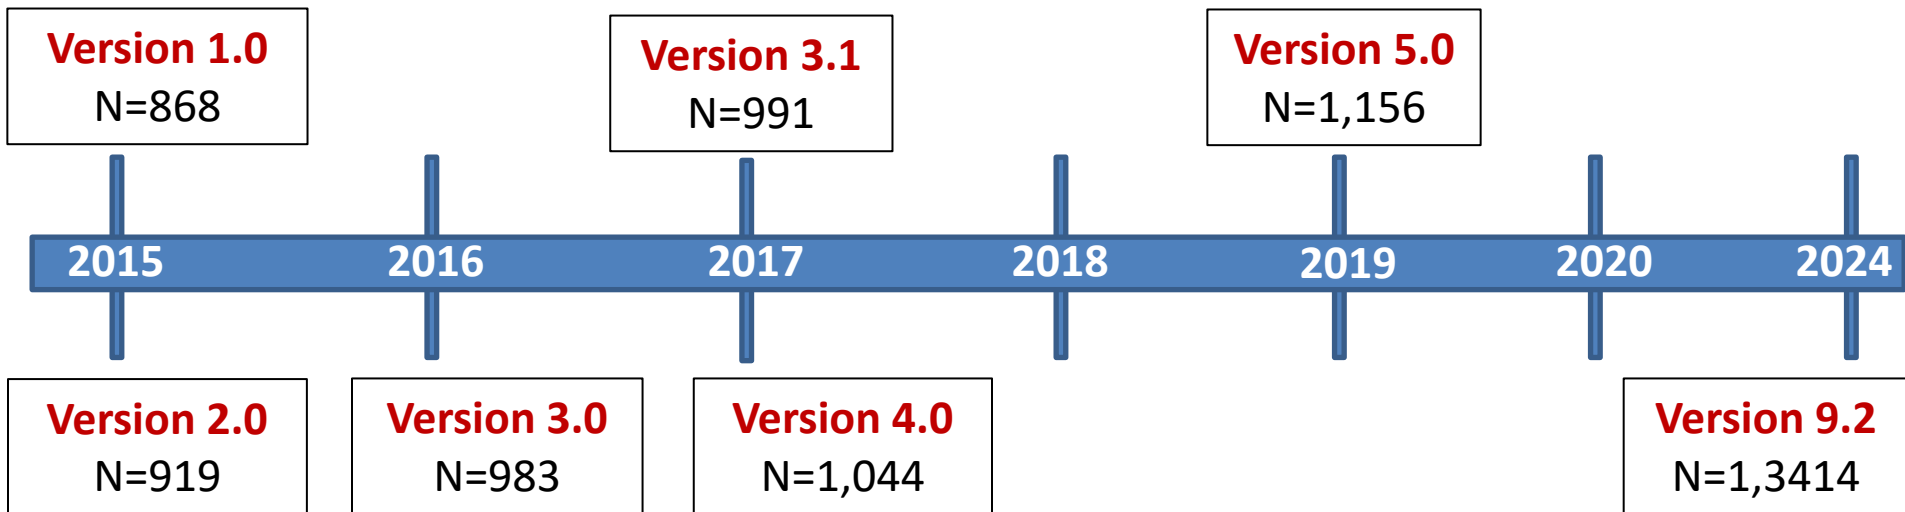 Version 1.0
N=868
Version 3.1
N=991
Version 5.0
N=1,156
2015 2016 2017 2018 2019 2020 2024
Version 2.0
N=919
Version 3.0
N=983
Version 4.0
N=1,044
Version 9.2
N=1,3414